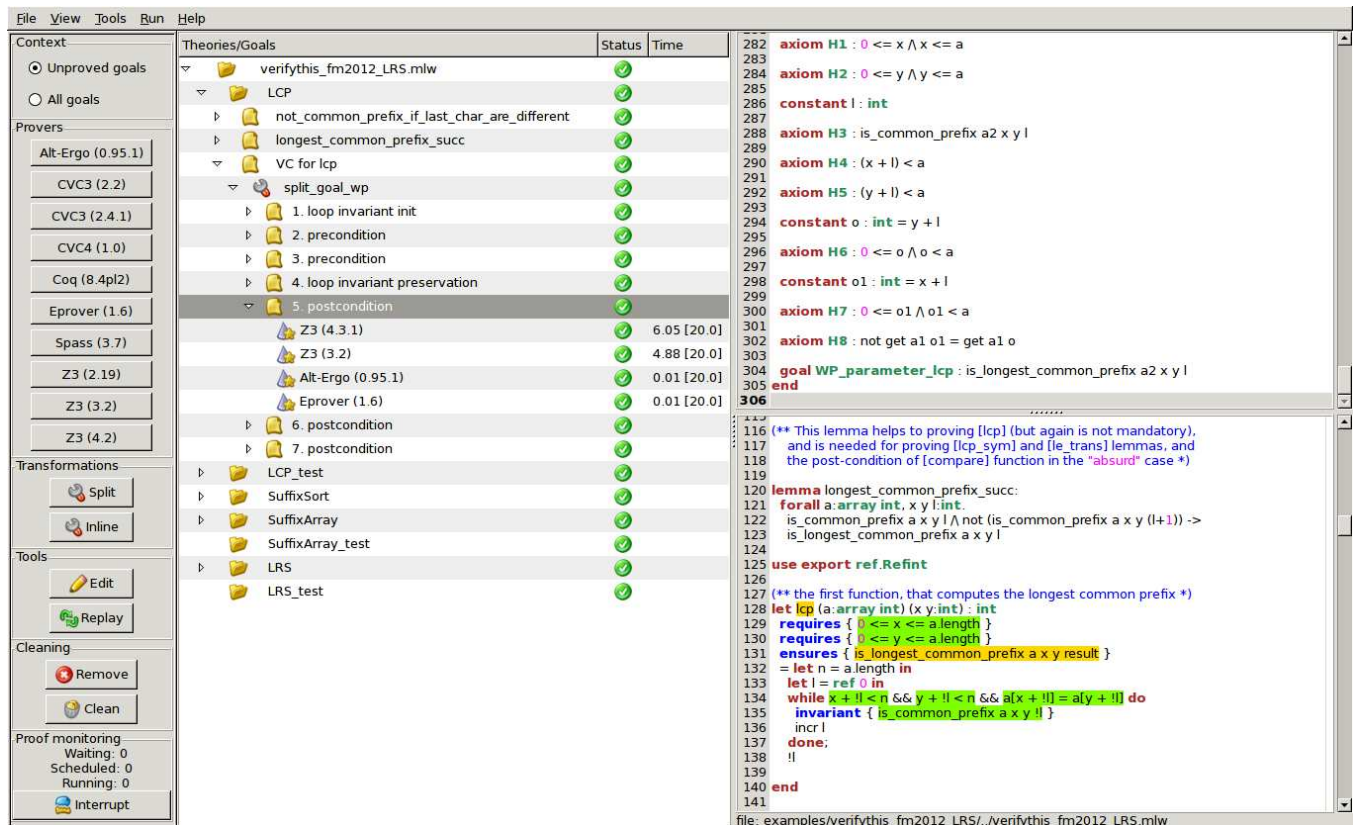 File View Tools Run Help
Context
Unproved goals
All goals
Provers
Alt-Ergo (0.95.1)
CVC3 (2.2)
CVC3 (2.4.1)
CVC4 (1.0)
Coq (8.4pl2)
Eprover (1.6)
Spass (3.7)
Z3 (2.19)
Z3 (3.2)
Z3 (4.2)
Transformations
Split
Inline
Tools
Edit
Replay
Cleaning
Remove
Clean
Proof monitoring
Waiting: 0
Scheduled: 0
Running: 0
Interrupt
Theories/Goals Status Time
verifythis_fm2012_LRS.mlw
LCP
not_common_prefix_if_last_char_are_different
longest_common_prefix_succ
VC for lcp
split_goal_wp
1. loop invariant init
2. precondition
3. precondition
4. loop invariant preservation
5. postcondition
Z3 (4.3.1) 6.05 [20.0]
Z3 (3.2) 4.88 [20.0]
Alt-Ergo (0.95.1) 0.01 [20.0]
Eprover (1.6) 0.01 [20.0]
6. postcondition
7. postcondition
LCP_test
SuffixSort
SuffixArray
SuffixArray_test
LRS
LRS_test
282 axiom H1 : 0 <= x /\ x <= a
283
284 axiom H2 : 0 <= y /\ y <= a
285
286 constant l : int
287
288 axiom H3 : is_common_prefix a2 x y l
289
290 axiom H4 : (x + l) < a
291
292 axiom H5 : (y + l) < a
293
294 constant o : int = y + l
295
296 axiom H6 : 0 <= o /\ o < a
297
298 constant o1 : int = x + l
299
300 axiom H7 : 0 <= o1 /\ o1 < a
301
302 axiom H8 : not get a1 o1 = get a1 o
303
304 goal WP_parameter_lcp : is_longest_common_prefix a2 x y l
305 end
306
115
116 (** This lemma helps to proving [lcp] (but again is not mandatory),
117 and is needed for proving [lcp_sym] and [le_trans] lemmas, and
118 the post-condition of [compare] function in the "absurd" case *)
119
120 lemma longest_common_prefix_succ:
121 forall a:array int, x y l:int.
122 is_common_prefix a x y l /\ not (is_common_prefix a x y (l+1)) ->
123 is_longest_common_prefix a x y l
124
125 use export ref.Refint
126
127 (** the first function, that computes the longest common prefix *)
128 let lcp (a:array int) (x y:int) : int
129 requires { 0 <= x <= a.length }
130 requires { 0 <= y <= a.length }
131 ensures { is_longest_common_prefix a x y result }
132 = let n = a.length in
133 let l = ref 0 in
134 while x + !l < n && y + !l < n && a[x + !l] = a[y + !l] do
135 invariant { is_common_prefix a x y !l }
136 incr l
137 done;
138 !l
139
140 end
141
file: examples/verifythis_fm2012_LRS/../verifythis_fm2012_LRS.mlw